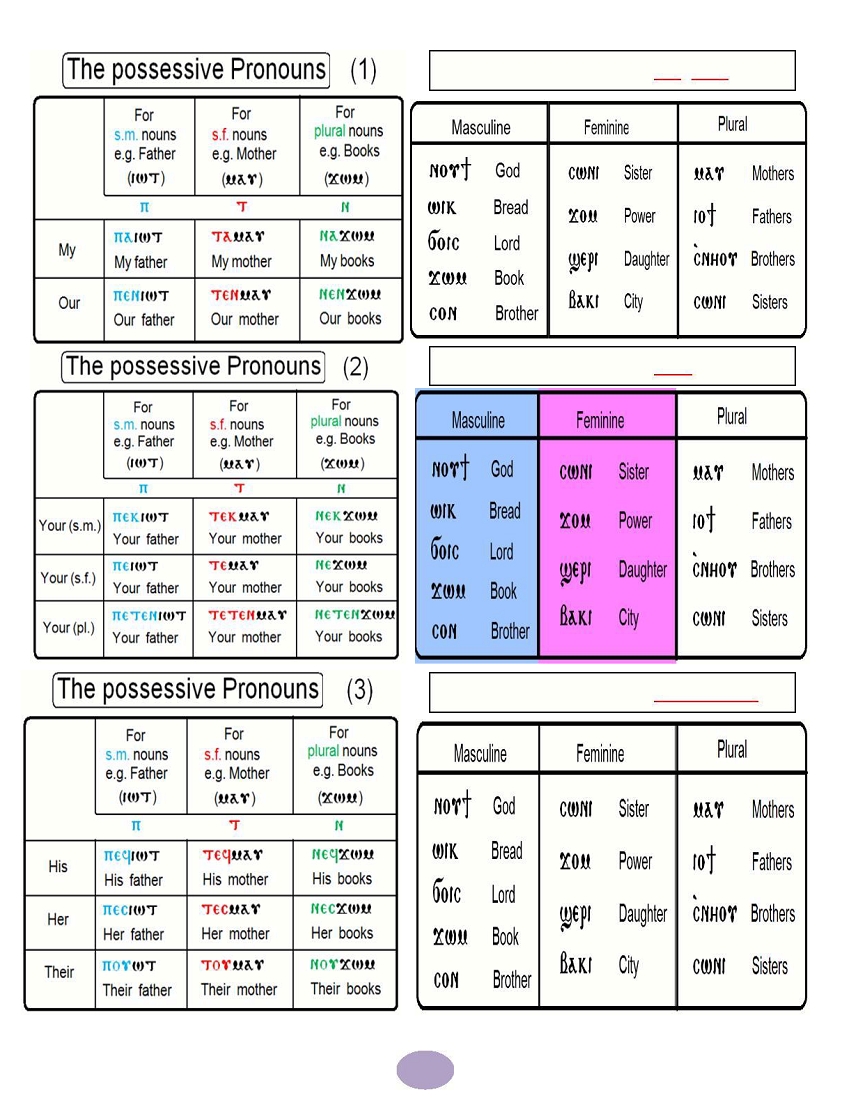 The possessive Pronouns (1)
For s.m. nouns e.g. Father (ⲓⲱⲧ)
For s.f. nouns e.g. Mother (ⲙⲁⲩ)
For plural nouns e.g. Books (ϫⲱⲙ)
ⲡ ⲧ ⲛ
My
ⲡⲁⲓⲱⲧ ⲧⲁⲙⲁⲩ ⲛⲁϫⲱⲙ
My father My mother My books
Our
ⲡⲉⲛⲓⲱⲧ ⲧⲉⲛⲙⲁⲩ ⲛⲉⲛϫⲱⲙ
Our father Our mother Our books
Masculine Feminine Plural
ⲛⲟⲩϯ God
ⲱⲓⲕ Bread
ϭⲟⲓⲥ Lord
ϫⲱⲙ Book
ⲥⲟⲛ Brother
ⲥⲱⲛⲓ Sister
ϫⲟⲙ Power
ϣⲉⲣⲓ Daughter
ⲃⲁⲕⲓ City
ⲙⲁⲩ Mothers
ⲓⲟϯ Fathers
ⲥ̀ⲛⲏⲟⲩ Brothers
ⲥⲱⲛⲓ Sisters
The possessive Pronouns (2)
For s.m. nouns e.g. Father (ⲓⲱⲧ)
For s.f. nouns e.g. Mother (ⲙⲁⲩ)
For plural nouns e.g. Books (ϫⲱⲙ)
ⲡ ⲧ ⲛ
Your (s.m.)
ⲡⲉⲕⲓⲱⲧ ⲧⲉⲕⲙⲁⲩ ⲛⲉⲕϫⲱⲙ
Your father Your mother Your books
Your (s.f.)
ⲡⲉⲓⲱⲧ ⲧⲉⲙⲁⲩ ⲛⲉϫⲱⲙ
Your father Your mother Your books
Your (pl.)
ⲡⲉⲧⲉⲛⲓⲱⲧ ⲧⲉⲧⲉⲛⲙⲁⲩ ⲛⲉⲧⲉⲛϫⲱⲙ
Your father Your mother Your books
Masculine Feminine Plural
ⲛⲟⲩϯ God
ⲱⲓⲕ Bread
ϭⲟⲓⲥ Lord
ϫⲱⲙ Book
ⲥⲟⲛ Brother
ⲥⲱⲛⲓ Sister
ϫⲟⲙ Power
ϣⲉⲣⲓ Daughter
ⲃⲁⲕⲓ City
ⲙⲁⲩ Mothers
ⲓⲟϯ Fathers
ⲥ̀ⲛⲏⲟⲩ Brothers
ⲥⲱⲛⲓ Sisters
The possessive Pronouns (3)
For s.m. nouns e.g. Father (ⲓⲱⲧ)
For s.f. nouns e.g. Mother (ⲙⲁⲩ)
For plural nouns e.g. Books (ϫⲱⲙ)
ⲡ ⲧ ⲛ
His
ⲡⲉϥⲓⲱⲧ ⲧⲉϥⲙⲁⲩ ⲛⲉϥϫⲱⲙ
His father His mother His books
Her
ⲡⲉⲥⲓⲱⲧ ⲧⲉⲥⲙⲁⲩ ⲛⲉⲥϫⲱⲙ
Her father Her mother Her books
Their
ⲡⲟⲩⲱⲧ ⲧⲟⲩⲙⲁⲩ ⲛⲟⲩϫⲱⲙ
Their father Their mother Their books
Masculine Feminine Plural
ⲛⲟⲩϯ God
ⲱⲓⲕ Bread
ϭⲟⲓⲥ Lord
ϫⲱⲙ Book
ⲥⲟⲛ Brother
ⲥⲱⲛⲓ Sister
ϫⲟⲙ Power
ϣⲉⲣⲓ Daughter
ⲃⲁⲕⲓ City
ⲙⲁⲩ Mothers
ⲓⲟϯ Fathers
ⲥ̀ⲛⲏⲟⲩ Brothers
ⲥⲱⲛⲓ Sisters